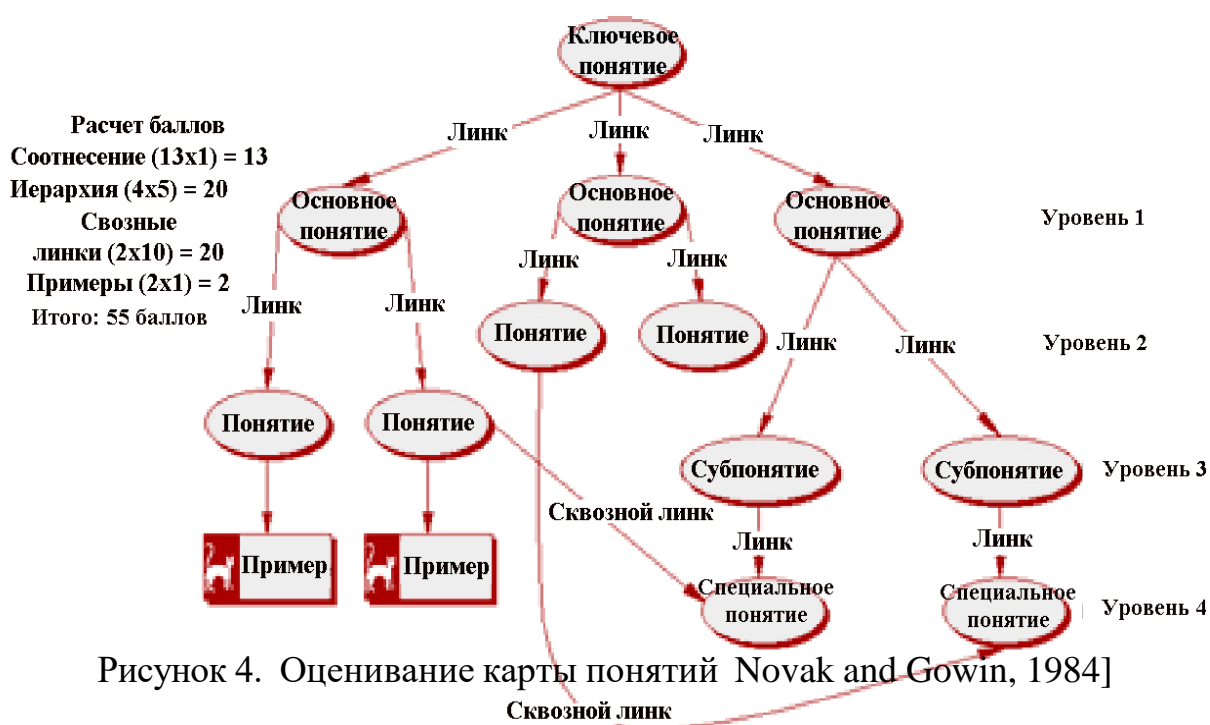 Ключевое
понятие
Расчет баллов
Соотнесение (13х1) = 13
Иерархия (4х5) = 20
Свозные
линки (2х10) = 20
Примеры (2х1) = 2
Итого: 55 баллов
Линк
Линк
Линк
Основное
понятие
Основное
понятие
Основное
понятие
Уровень 1
Линк
Линк
Линк
Линк
Понятие
Понятие
Линк
Линк
Уровень 2
Понятие
Понятие
Субпонятие
Субпонятие
Уровень 3
Сквозной линк
Линк
Линк
Пример
Пример
Специальное
понятие
Специальное
понятие
Уровень 4
Рисунок 4. Оценивание карты понятий Novak and Gowin, 1984]
Сквозной линк